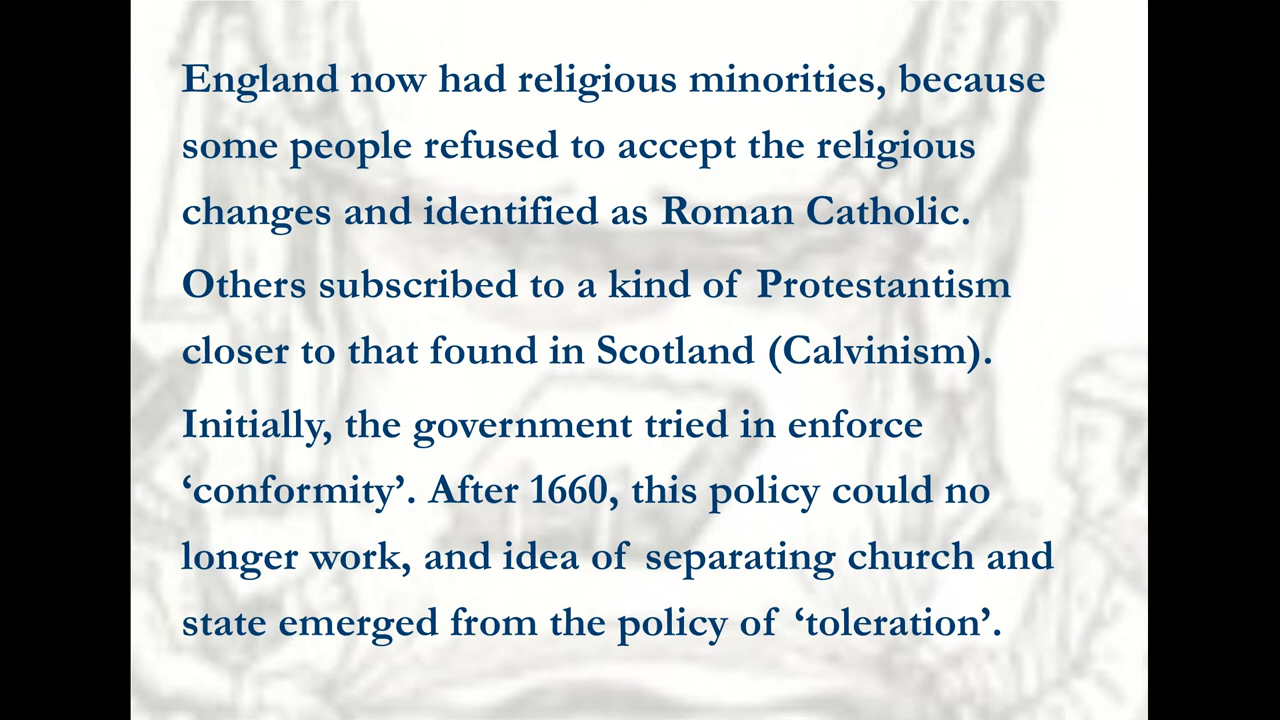 England now had religious minorities, because
some people refused to accept the religious
changes and identified as Roman Catholic.
Others subscribed to a kind of Protestantism
closer to that found in Scotland (Calvinism).
Initially, the government tried in enforce
‘conformity’. After 1660, this policy could no
longer work, and idea of separating church and
state emerged from the policy of ‘toleration’.